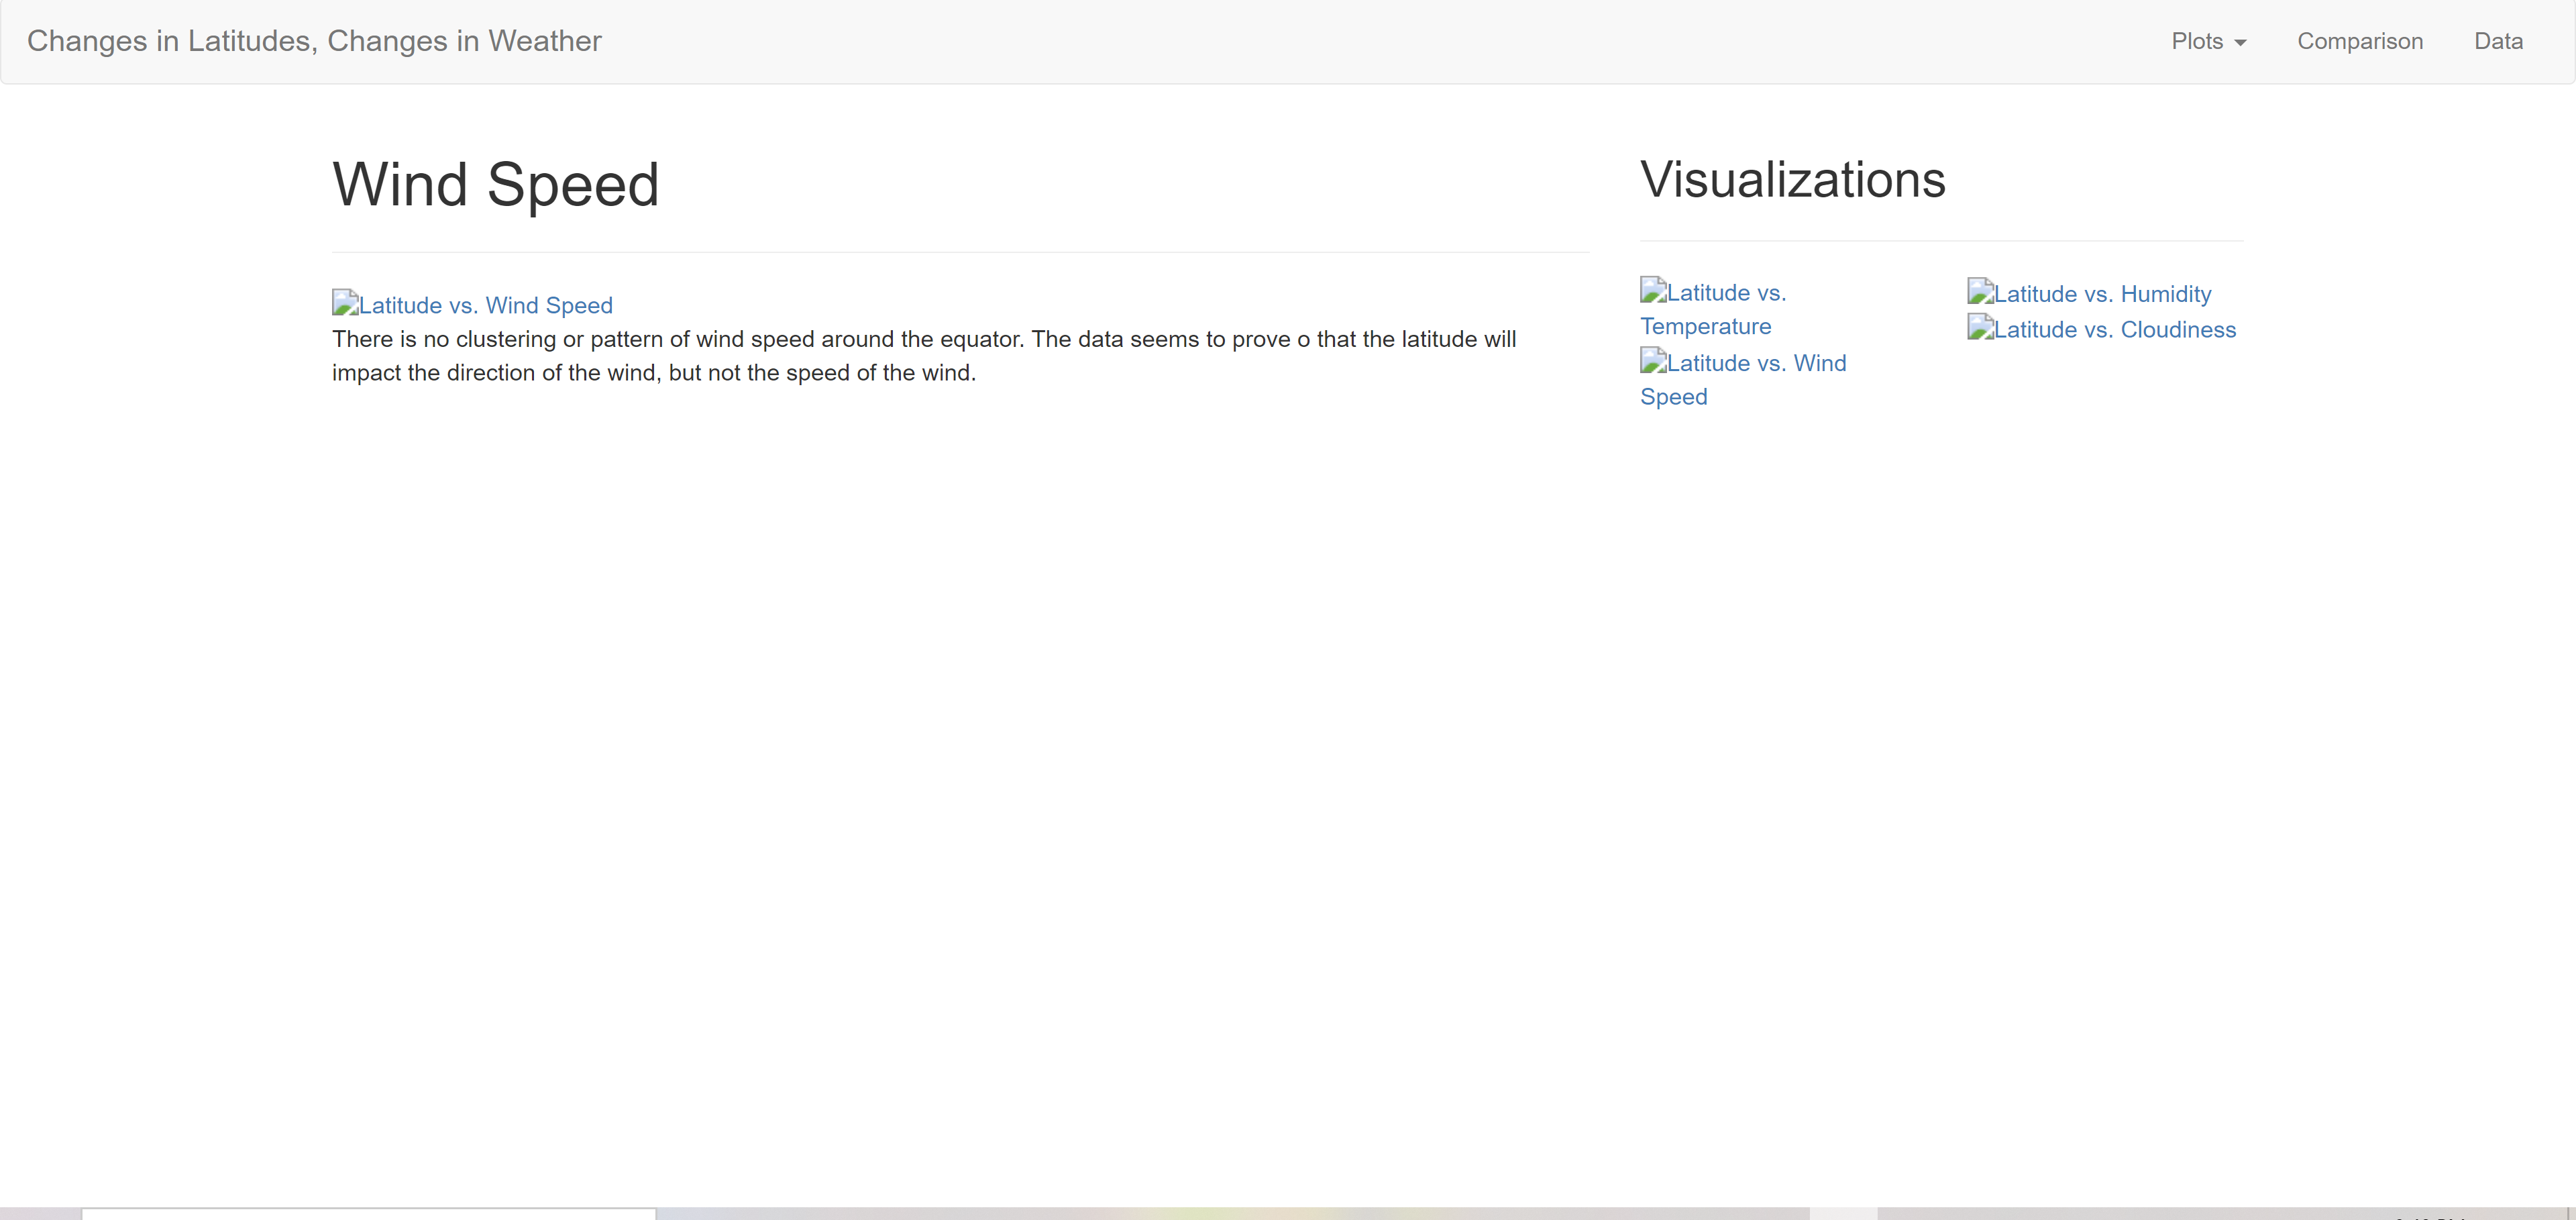 Changes in Latitudes, Changes in Weather
Plots
Comparison
Data
Wind Speed
Latitude vs. Wind Speed
There is no clustering or pattern of wind speed around the equator. The data seems to prove o that the latitude will
impact the direction of the wind, but not the speed of the wind.
Visualizations
Latitude vs.
Temperature
Latitude vs. Wind
Speed
Latitude vs. Humidity
Latitude vs. Cloudiness